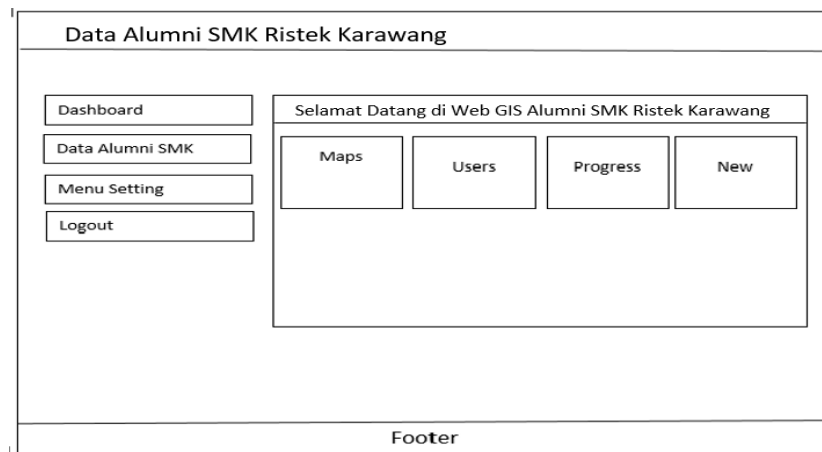 Data Alumni SMK Ristek Karawang
Dashboard
Data Alumni SMK
Menu Setting
Logout
Selamat Datang di Web GIS Alumni SMK Ristek Karawang
Maps
Users
Progress
New
Footer